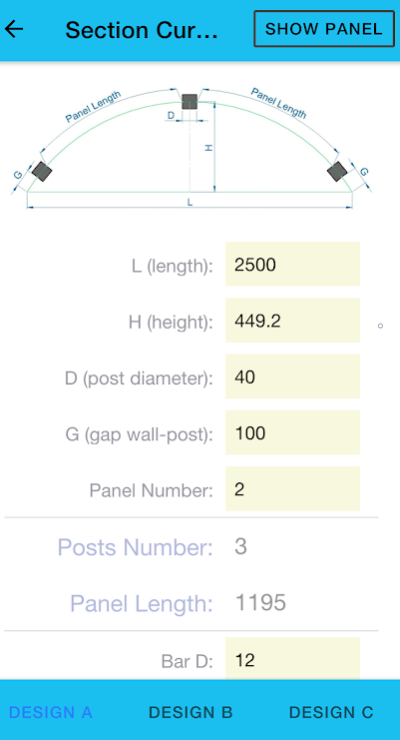 Section Cur...
SHOW PANEL
Panel Length
Panel Length
D
H
G
G
L
L (length): 2500
H (height): 449.2
D (post diameter): 40
G (gap wall-post): 100
Panel Number: 2
Posts Number: 3
Panel Length: 1195
Bar D: 12
DESIGN A
DESIGN B
DESIGN C